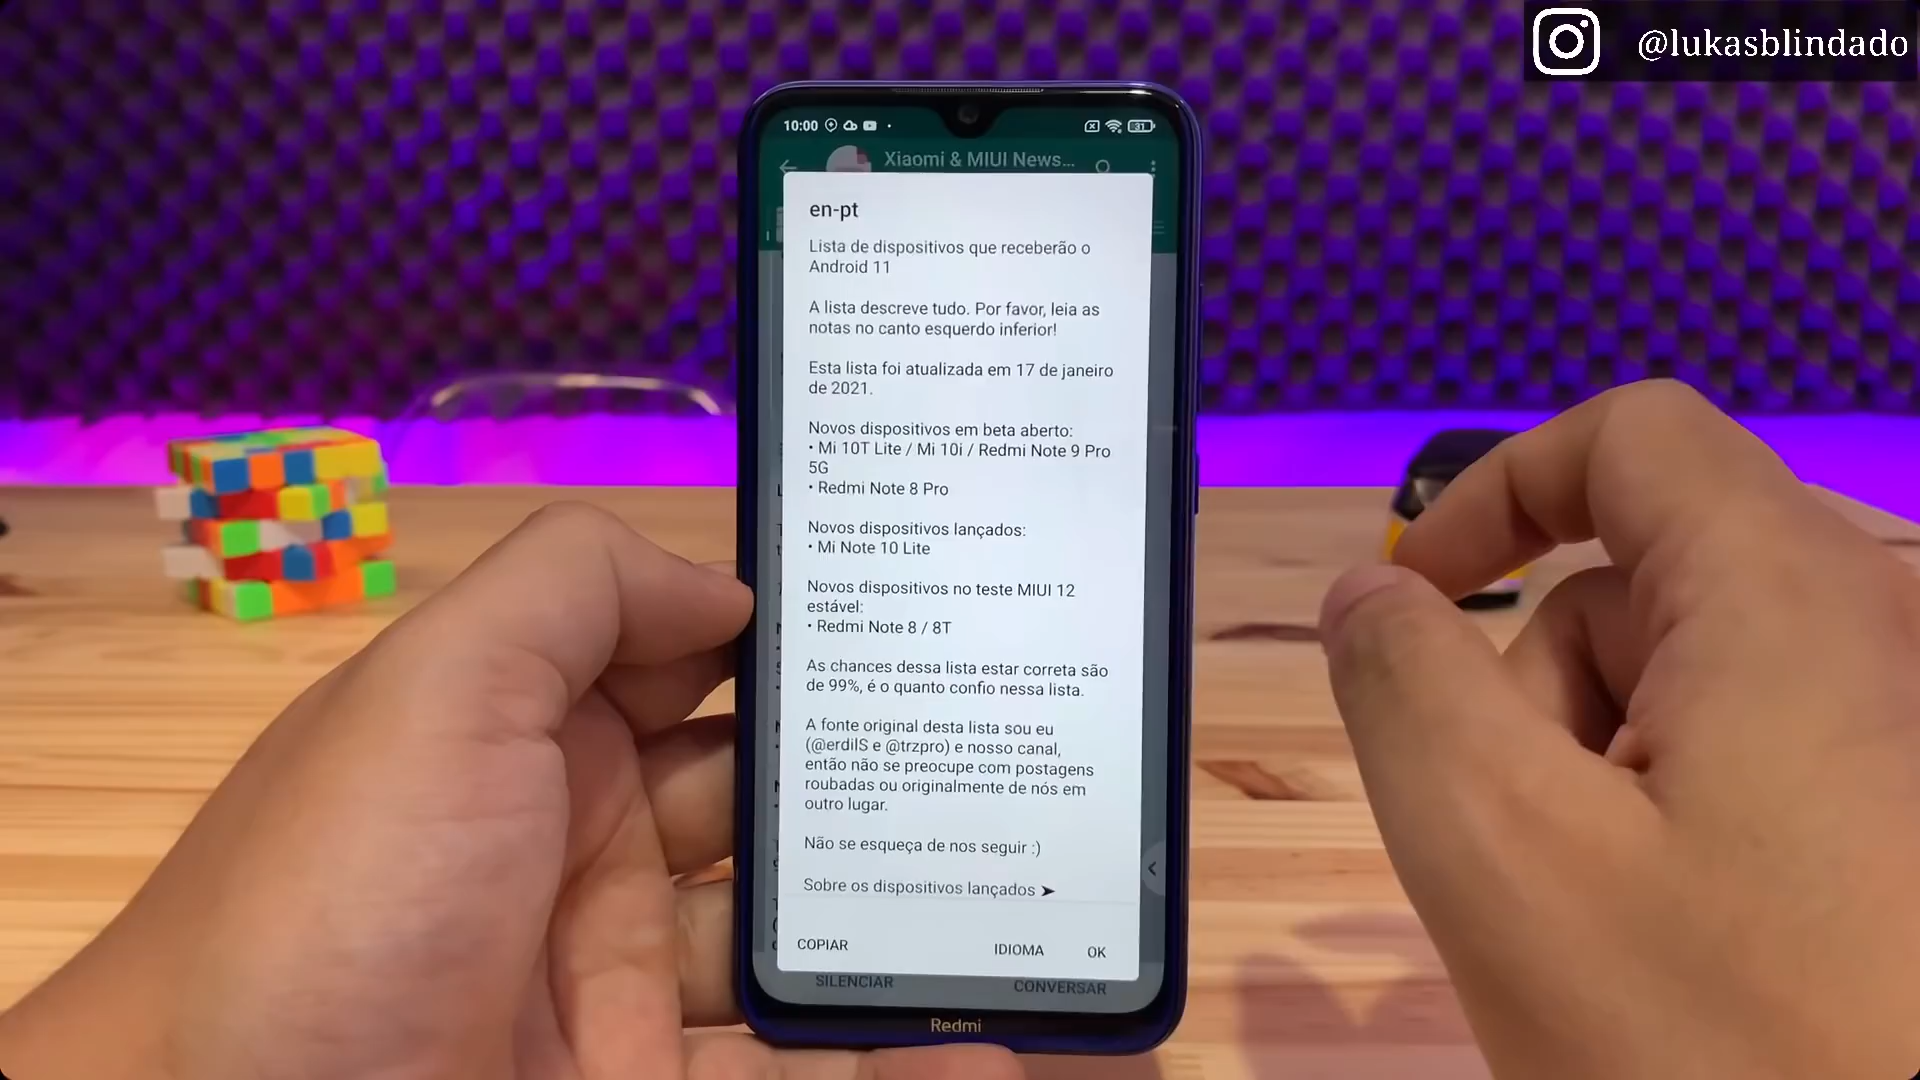 @lukasblindado
10:00
31
Xiaomi & MIUI News...
en-pt
Lista de dispositivos que receberão o
Android 11
A lista descreve tudo. Por favor, leia as
notas no canto esquerdo inferior!
Esta lista foi atualizada em 17 de janeiro
de 2021.
Novos dispositivos em beta aberto:
• Mi 10T Lite / Mi 10i / Redmi Note 9 Pro
5G
• Redmi Note 8 Pro
Novos dispositivos lançados:
• Mi Note 10 Lite
Novos dispositivos no teste MIUI 12
estável:
• Redmi Note 8 / 8T
As chances dessa lista estar correta são
de 99%, é o quanto confio nessa lista.
A fonte original desta lista sou eu
(@erdilS e @trzpro) e nosso canal,
então não se preocupe com postagens
roubadas ou originalmente de nós em
outro lugar.
Não se esqueça de nos seguir :)
Sobre os dispositivos lançados ➤
COPIAR IDIOMA OK
SILENCIAR CONVERSAR
Redmi